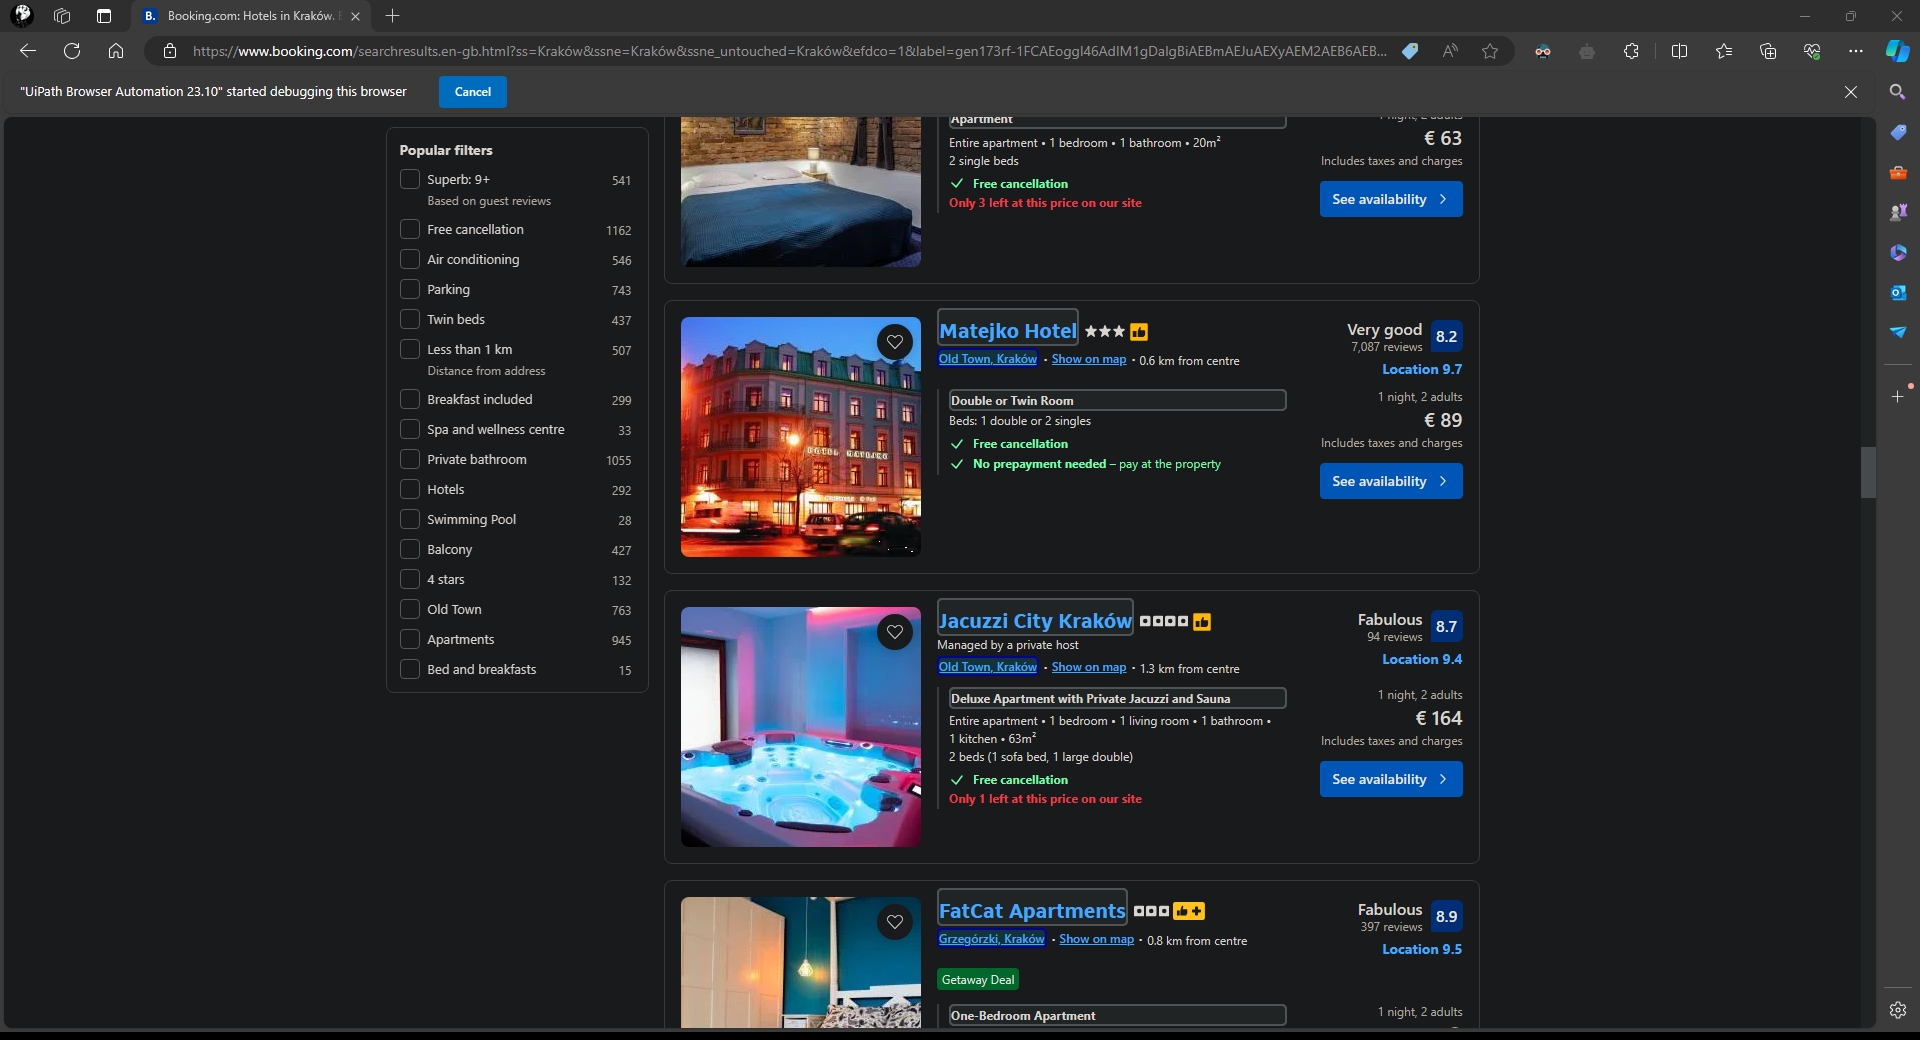 Booking.com: Hotels in Kraków.
https://www.booking.com/searchresults.en-gb.html?ss=Kraków&ssne=Kraków&ssne_untouched=Kraków&efdco=1&label=gen173rf-1FCAEoggI46AdIM1gDalgBiAEBmAEJuAEXyAEM2AEB6AEB...
"UiPath Browser Automation 23.10" started debugging this browser
Cancel
Popular filters
Superb: 9+ 541
Based on guest reviews
Free cancellation 1162
Air conditioning 546
Parking 743
Twin beds 437
Less than 1 km 507
Distance from address
Breakfast included 299
Spa and wellness centre 33
Private bathroom 1055
Hotels 292
Swimming Pool 28
Balcony 427
4 stars 132
Old Town 763
Apartments 945
Bed and breakfasts 15
Apartment
Entire apartment • 1 bedroom • 1 bathroom • 20m²
2 single beds
Free cancellation
Only 3 left at this price on our site
1 night, 2 adults
€ 63
Includes taxes and charges
See availability
Matejko Hotel
Old Town, Kraków • Show on map • 0.6 km from centre
Double or Twin Room
Beds: 1 double or 2 singles
Free cancellation
No prepayment needed – pay at the property
Very good 8.2
7,087 reviews
Location 9.7
1 night, 2 adults
€ 89
Includes taxes and charges
See availability
HOTEL MATEJKO
Jacuzzi City Kraków
Managed by a private host
Old Town, Kraków • Show on map • 1.3 km from centre
Deluxe Apartment with Private Jacuzzi and Sauna
Entire apartment • 1 bedroom • 1 living room • 1 bathroom •
1 kitchen • 63m²
2 beds (1 sofa bed, 1 large double)
Free cancellation
Only 1 left at this price on our site
Fabulous 8.7
94 reviews
Location 9.4
1 night, 2 adults
€ 164
Includes taxes and charges
See availability
FatCat Apartments
Grzegórzki, Kraków • Show on map • 0.8 km from centre
Getaway Deal
One-Bedroom Apartment
Fabulous 8.9
397 reviews
Location 9.5
1 night, 2 adults